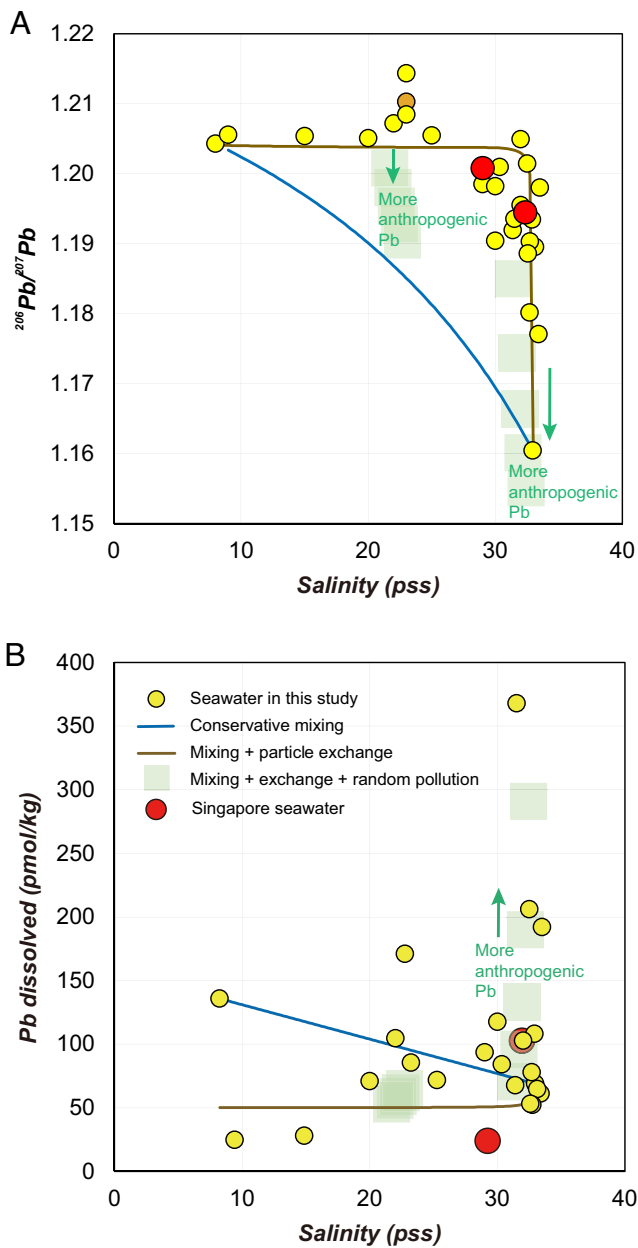 A
1.22
1.21
1.20
1.19
1.18
1.17
1.16
1.15
206Pb/207Pb
More
anthropogenic
Pb
More
anthropogenic
Pb
0
10
20
30
40
Salinity (pss)
B
400
350
300
250
200
150
100
50
0
Pb dissolved (pmol/kg)
Seawater in this study
Conservative mixing
Mixing + particle exchange
Mixing + exchange + random pollution
Singapore seawater
More
anthropogenic
Pb
0
10
20
30
40
Salinity (pss)